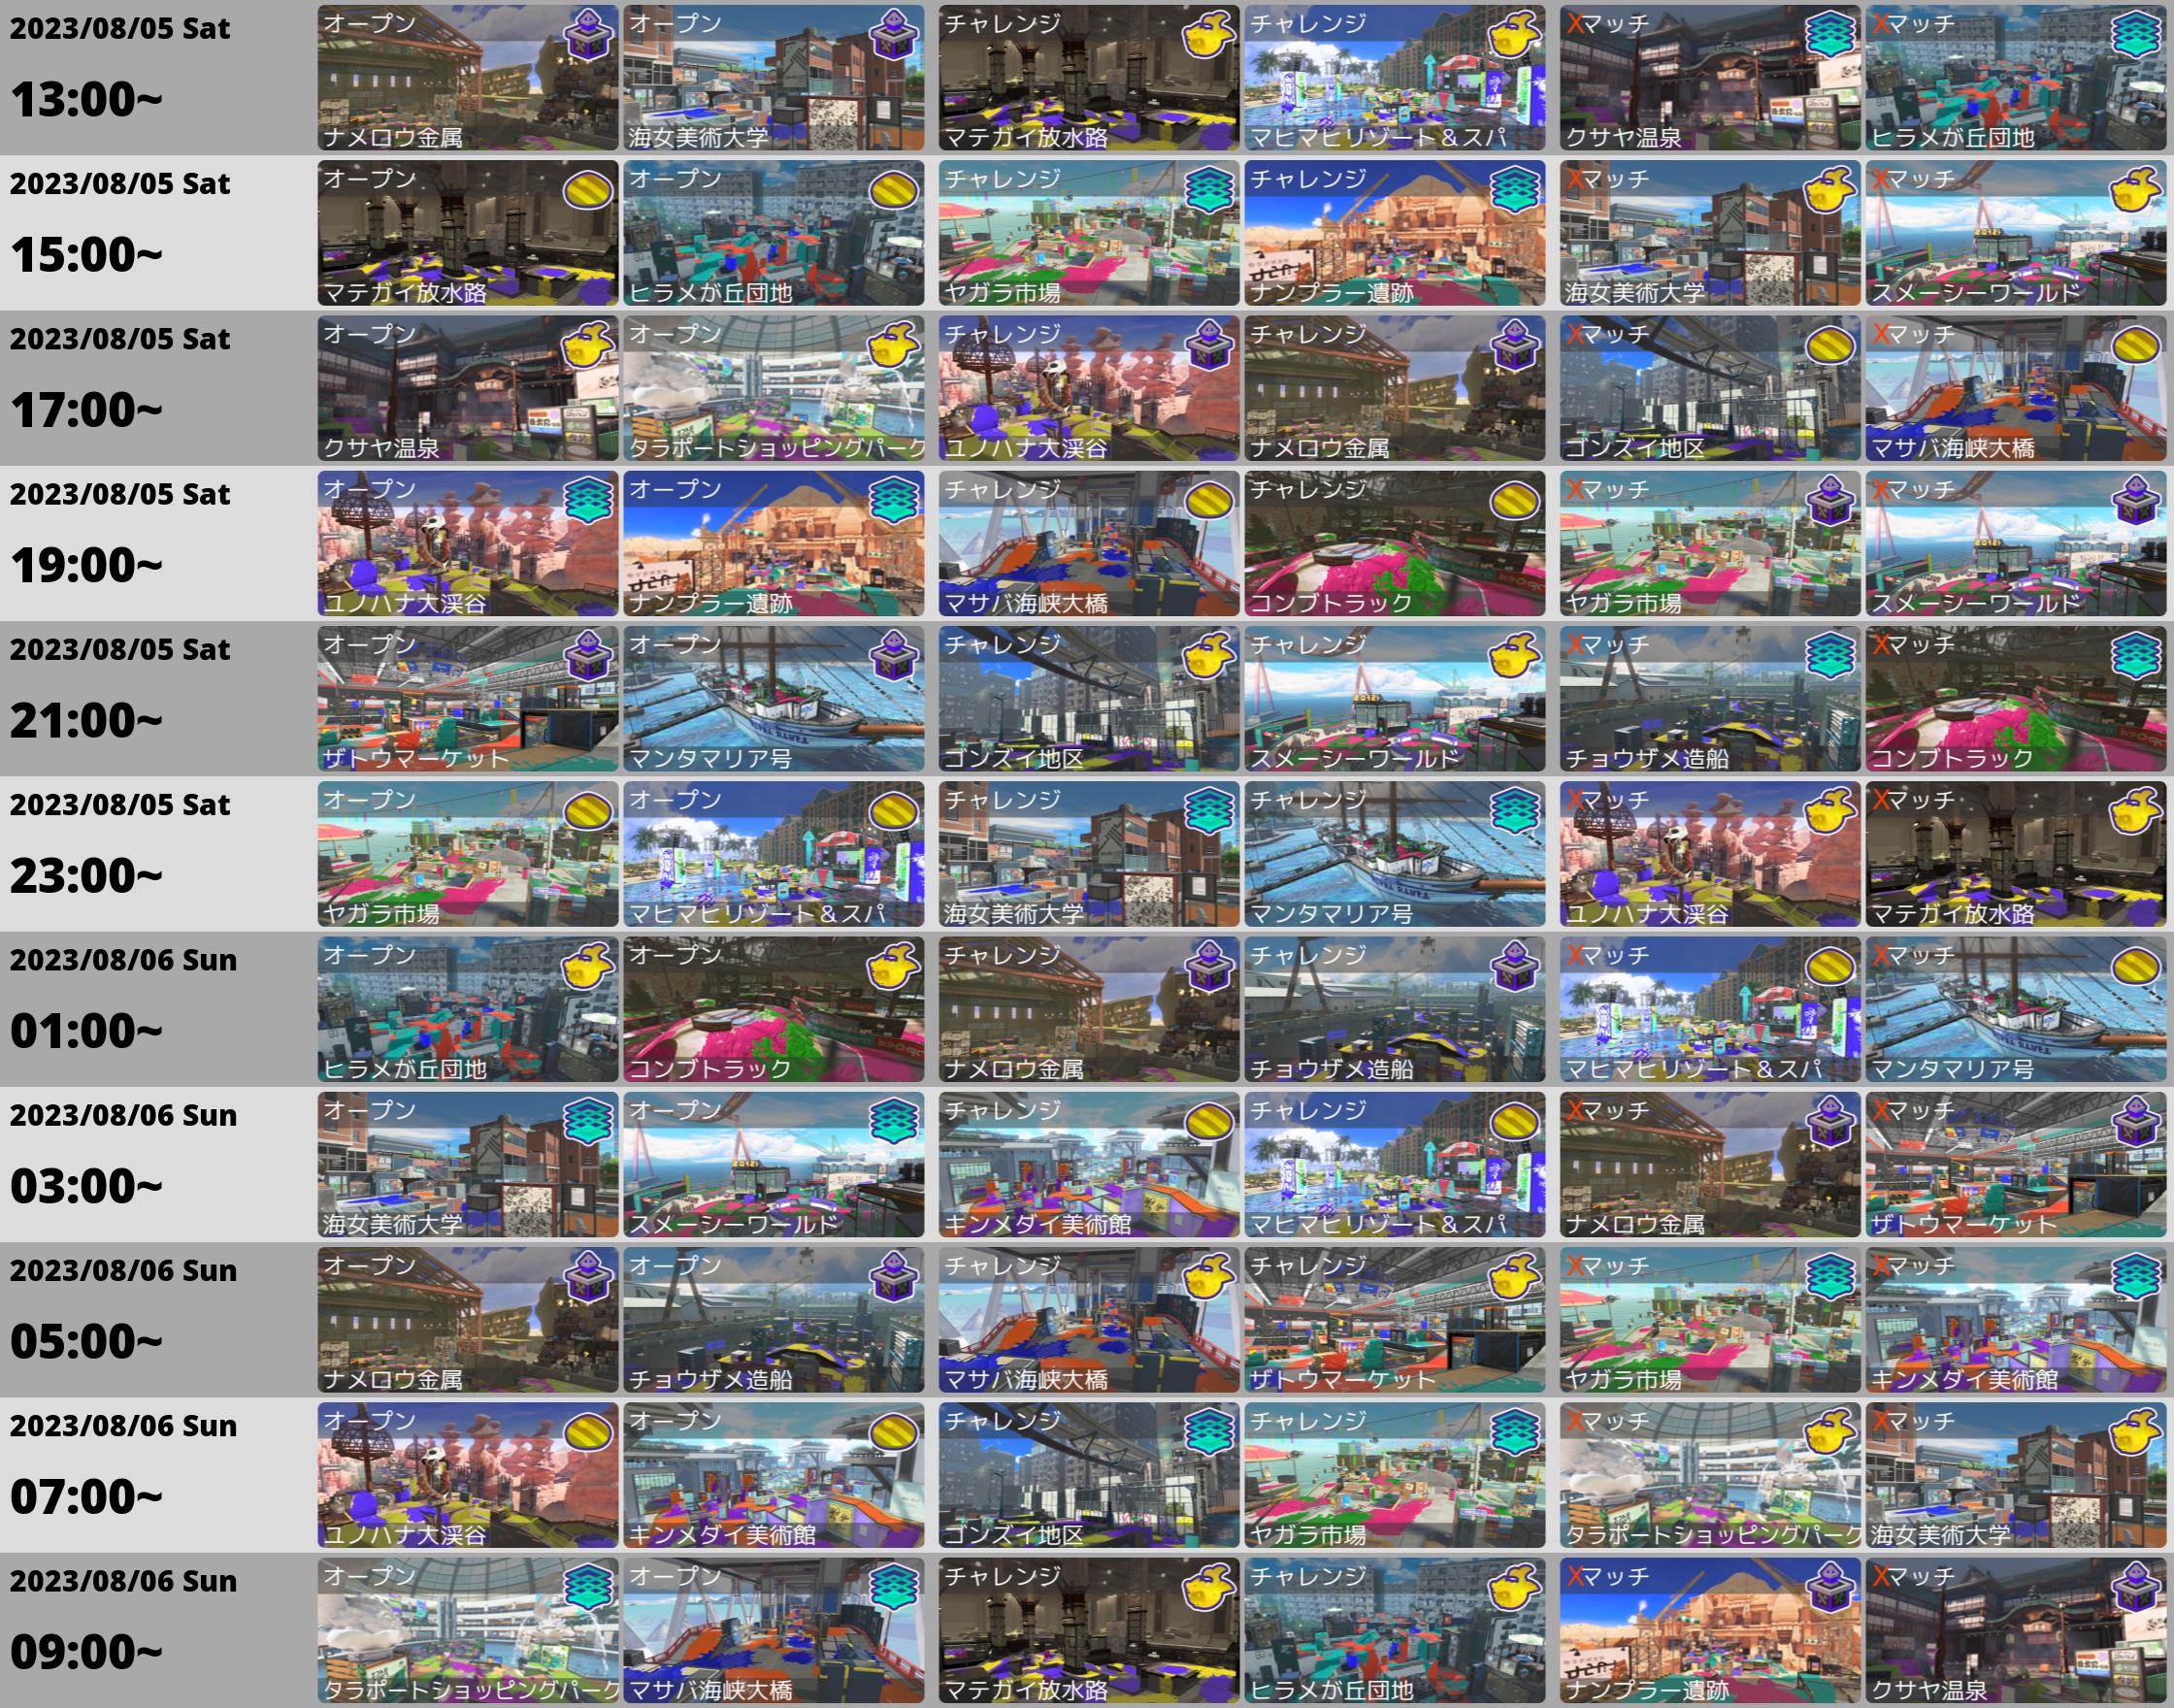 2023/08/05 Sat
13:00~
オープン
ナメロウ金属
オープン
海女美術大学
チャレンジ
マテガイ放水路
チャレンジ
マヒマヒリゾート＆スパ
Xマッチ
クサヤ温泉
Xマッチ
ヒラメが丘団地
2023/08/05 Sat
15:00~
オープン
マテガイ放水路
オープン
ヒラメが丘団地
チャレンジ
ヤガラ市場
チャレンジ
ナンプラー遺跡
Xマッチ
海女美術大学
Xマッチ
スメーシーワールド
2023/08/05 Sat
17:00~
オープン
クサヤ温泉
オープン
タラポートショッピングパーク
チャレンジ
ユノハナ大渓谷
チャレンジ
ナメロウ金属
Xマッチ
ゴンズイ地区
Xマッチ
マサバ海峡大橋
2023/08/05 Sat
19:00~
オープン
ユノハナ大渓谷
オープン
ナンプラー遺跡
チャレンジ
マサバ海峡大橋
チャレンジ
コンブトラック
Xマッチ
ヤガラ市場
Xマッチ
スメーシーワールド
2023/08/05 Sat
21:00~
オープン
ザトウマーケット
オープン
マンタマリア号
チャレンジ
ゴンズイ地区
チャレンジ
スメーシーワールド
Xマッチ
チョウザメ造船
Xマッチ
コンブトラック
2023/08/05 Sat
23:00~
オープン
ヤガラ市場
オープン
マヒマヒリゾート＆スパ
チャレンジ
海女美術大学
チャレンジ
マンタマリア号
Xマッチ
ユノハナ大渓谷
Xマッチ
マテガイ放水路
2023/08/06 Sun
01:00~
オープン
ヒラメが丘団地
オープン
コンブトラック
チャレンジ
ナメロウ金属
チャレンジ
チョウザメ造船
Xマッチ
マヒマヒリゾート＆スパ
Xマッチ
マンタマリア号
2023/08/06 Sun
03:00~
オープン
海女美術大学
オープン
スメーシーワールド
チャレンジ
キンメダイ美術館
チャレンジ
マヒマヒリゾート＆スパ
Xマッチ
ナメロウ金属
Xマッチ
ザトウマーケット
2023/08/06 Sun
05:00~
オープン
ナメロウ金属
オープン
チョウザメ造船
チャレンジ
マサバ海峡大橋
チャレンジ
ザトウマーケット
Xマッチ
ヤガラ市場
Xマッチ
キンメダイ美術館
2023/08/06 Sun
07:00~
オープン
ユノハナ大渓谷
オープン
キンメダイ美術館
チャレンジ
ゴンズイ地区
チャレンジ
ヤガラ市場
Xマッチ
タラポートショッピングパーク
Xマッチ
海女美術大学
2023/08/06 Sun
09:00~
オープン
タラポートショッピングパーク
オープン
マサバ海峡大橋
チャレンジ
マテガイ放水路
チャレンジ
ヒラメが丘団地
Xマッチ
ナンプラー遺跡
Xマッチ
クサヤ温泉